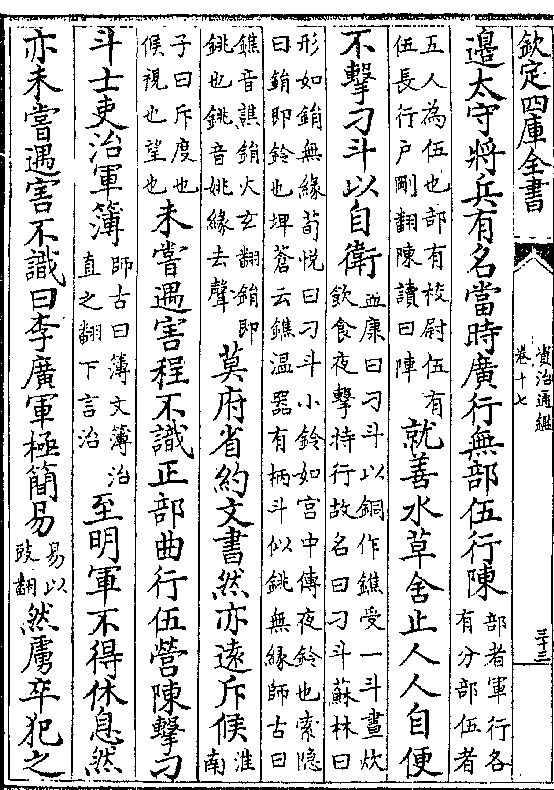 欽定四庫全書
資治通鑑
卷十七
三十三
邉太守將兵有名當時廣行無部伍行陳
部者軍行各
有分部伍者
五人為伍也部有校尉伍有
伍長行户剛翻陳讀曰陣
就善水草舍止人人自便
不擊刁斗以自衛
孟康曰刁斗以銅作鐎受一斗晝炊
飲食夜擊持行故名曰刁斗蘇林曰
形如鋗無緣荀悅曰刁斗小鈴如宫中傳夜鈴也索隠
曰鋗即鈴也埤蒼云鐎温器有柄斗似銚無緣師古曰
鐎音譙鋗火玄翻鋗即
銚也銚音姚緣去聲
莫府省約文書然亦逺斥候
淮
南
子曰斥度也
候視也望也
未嘗遇害程不識正部曲行伍營陳擊刁
斗士吏治軍簿
師古曰簿文簿治
直之翻下言治
至明軍不得休息然
亦未嘗遇害不識曰李廣軍極簡易
易以
豉翻
然虜卒犯之